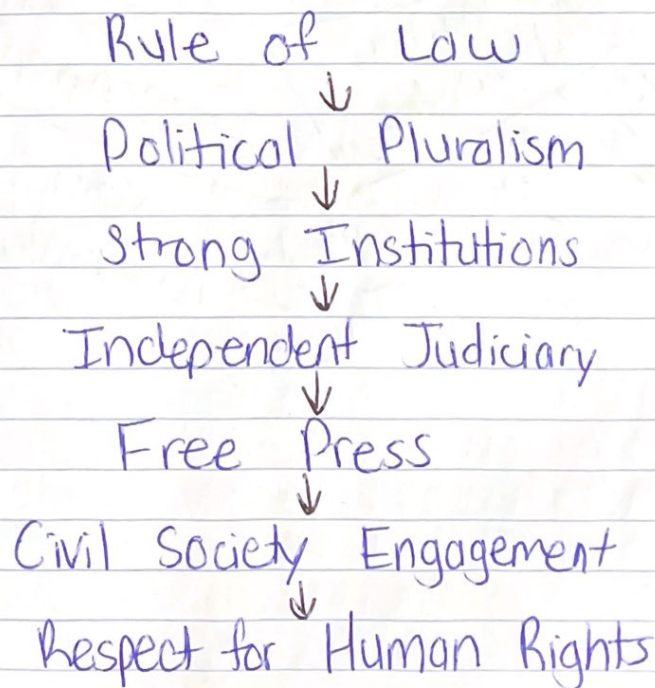 Rule of Law
↓
Political Pluralism
↓
Strong Institutions
↓
Independent Judiciary
↓
Free Press
↓
Civil Society Engagement
↓
Respect for Human Rights